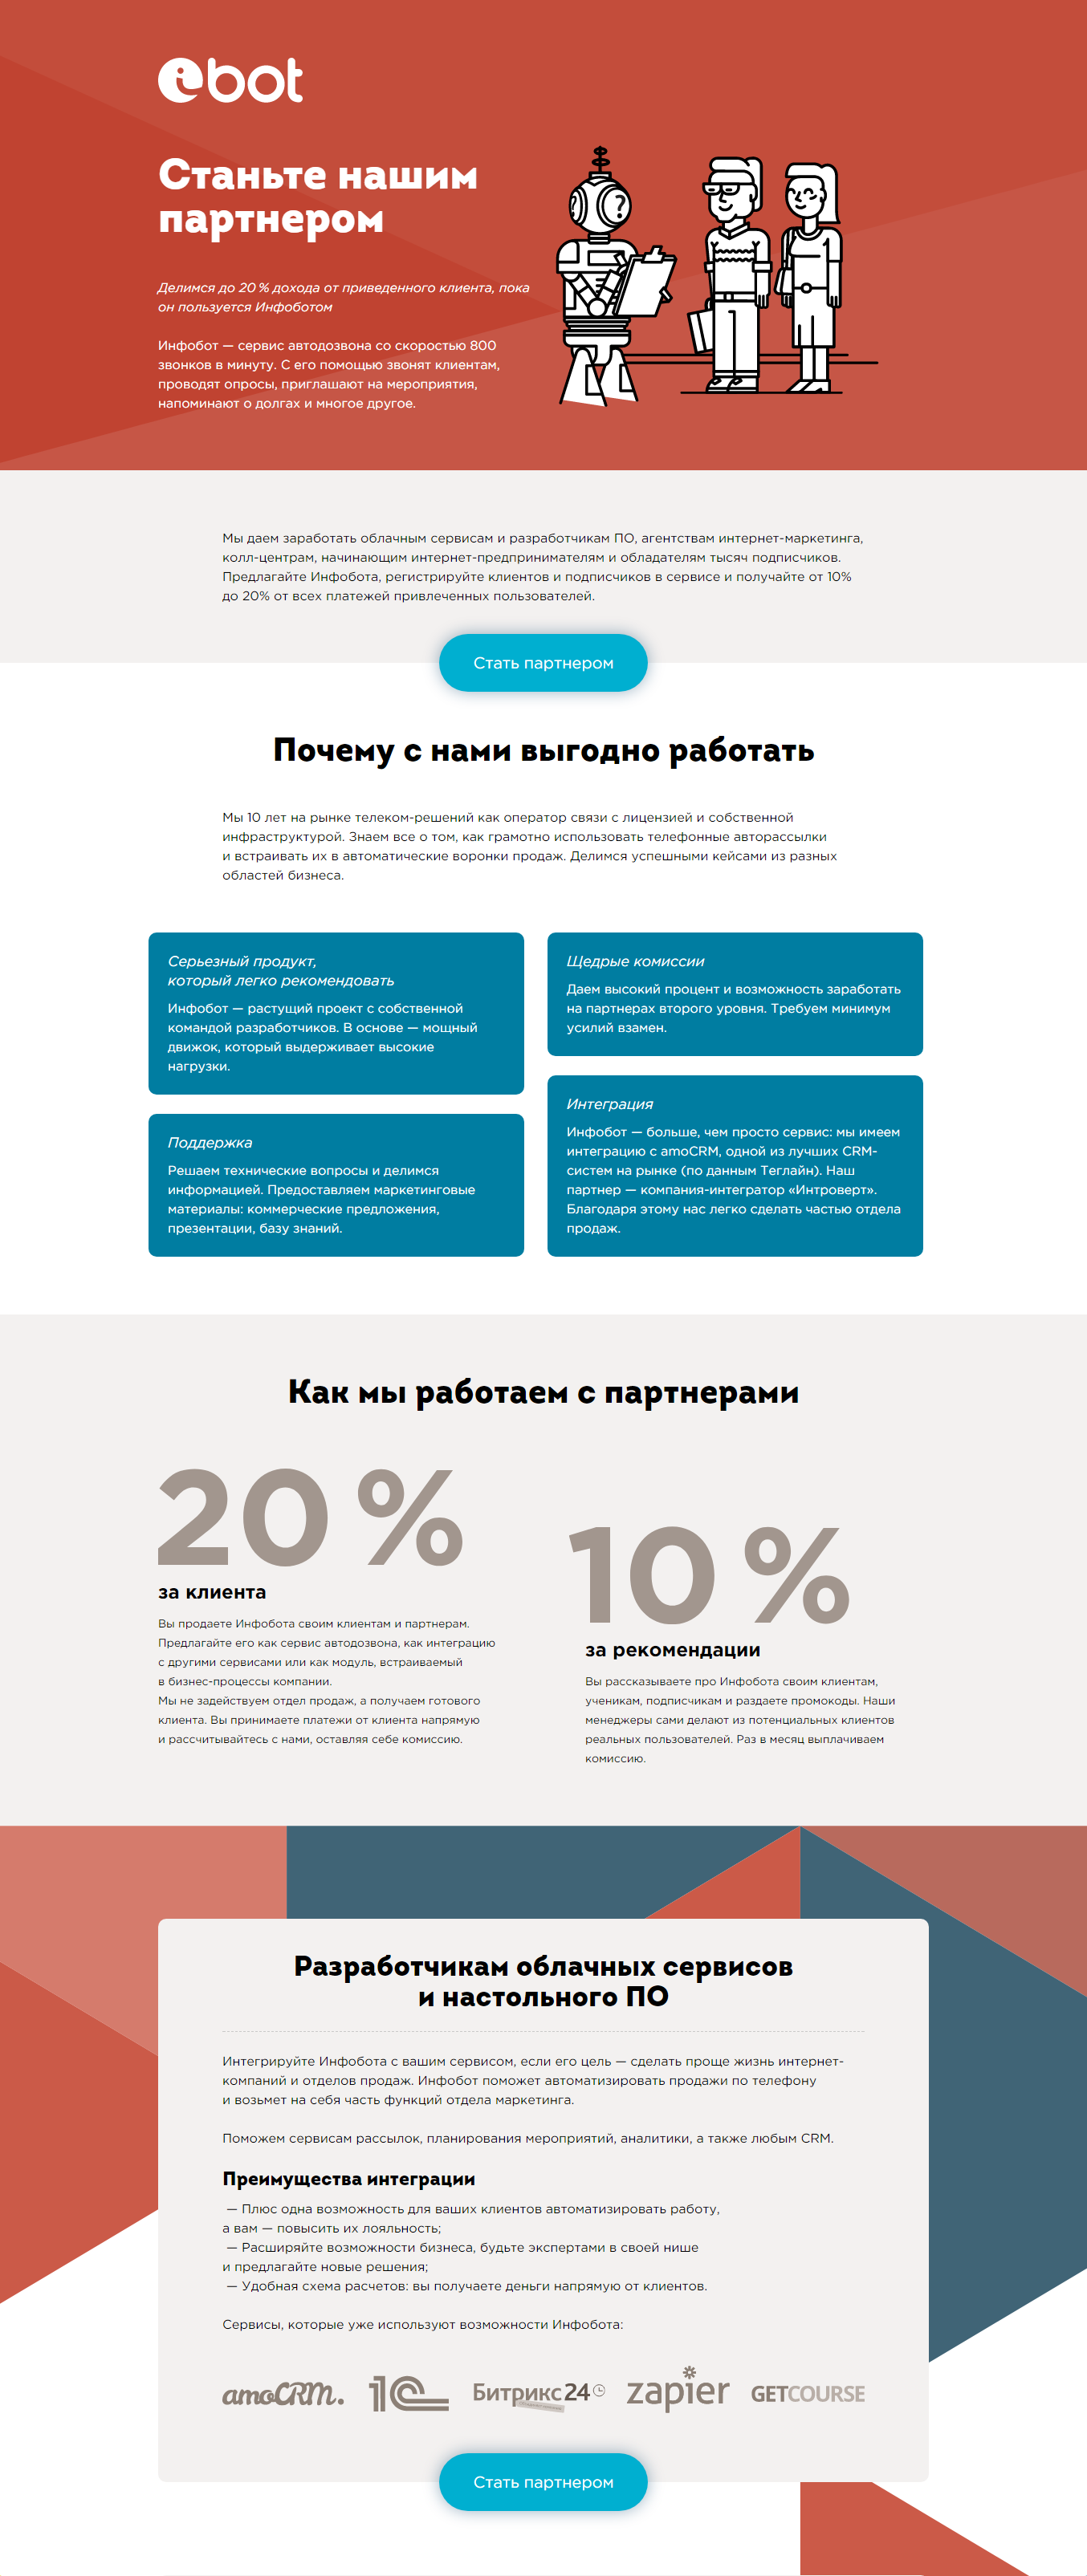 ibot
Станьте нашим
партнером
Делимся до 20 % дохода от приведенного клиента, пока
он пользуется Инфоботом
Инфобот — сервис автодозвона со скоростью 800
звонков в минуту. С его помощью звонят клиентам,
проводят опросы, приглашают на мероприятия,
напоминают о долгах и многое другое.
Мы даем заработать облачным сервисам и разработчикам ПО, агентствам интернет-маркетинга,
колл-центрам, начинающим интернет-предпринимателям и обладателям тысяч подписчиков.
Предлагайте Инфобота, регистрируйте клиентов и подписчиков в сервисе и получайте от 10%
до 20% от всех платежей привлеченных пользователей.
Стать партнером
Почему с нами выгодно работать
Мы 10 лет на рынке телеком-решений как оператор связи с лицензией и собственной
инфраструктурой. Знаем все о том, как грамотно использовать телефонные авторассылки
и встраивать их в автоматические воронки продаж. Делимся успешными кейсами из разных
областей бизнеса.
Серьезный продукт,
который легко рекомендовать
Инфобот — растущий проект с собственной
командой разработчиков. В основе — мощный
движок, который выдерживает высокие
нагрузки.
Щедрые комиссии
Даем высокий процент и возможность заработать
на партнерах второго уровня. Требуем минимум
усилий взамен.
Поддержка
Решаем технические вопросы и делимся
информацией. Предоставляем маркетинговые
материалы: коммерческие предложения,
презентации, базу знаний.
Интеграция
Инфобот — больше, чем просто сервис: мы имеем
интеграцию с amoCRM, одной из лучших CRM-
систем на рынке (по данным Теглайн). Наш
партнер — компания-интегратор «Интроверт».
Благодаря этому нас легко сделать частью отдела
продаж.
Как мы работаем с партнерами
20 %
за клиента
Вы продаете Инфобота своим клиентам и партнерам.
Предлагайте его как сервис автодозвона, как интеграцию
с другими сервисами или как модуль, встраиваемый
в бизнес-процессы компании.
Мы не задействуем отдел продаж, а получаем готового
клиента. Вы принимаете платежи от клиента напрямую
и рассчитывайтесь с нами, оставляя себе комиссию.
10 %
за рекомендации
Вы рассказываете про Инфобота своим клиентам,
ученикам, подписчикам и раздаете промокоды. Наши
менеджеры сами делают из потенциальных клиентов
реальных пользователей. Раз в месяц выплачиваем
комиссию.
Разработчикам облачных сервисов
и настольного ПО
Интегрируйте Инфобота с вашим сервисом, если его цель — сделать проще жизнь интернет-
компаний и отделов продаж. Инфобот поможет автоматизировать продажи по телефону
и возьмет на себя часть функций отдела маркетинга.
Поможем сервисам рассылок, планирования мероприятий, аналитики, а также любым CRM.
Преимущества интеграции
— Плюс одна возможность для ваших клиентов автоматизировать работу,
а вам — повысить их лояльность;
— Расширяйте возможности бизнеса, будьте экспертами в своей нише
и предлагайте новые решения;
— Удобная схема расчетов: вы получаете деньги напрямую от клиентов.
Сервисы, которые уже используют возможности Инфобота:
amoCRM. 1С Битрикс24 zapier GETCOURSE
Стать партнером